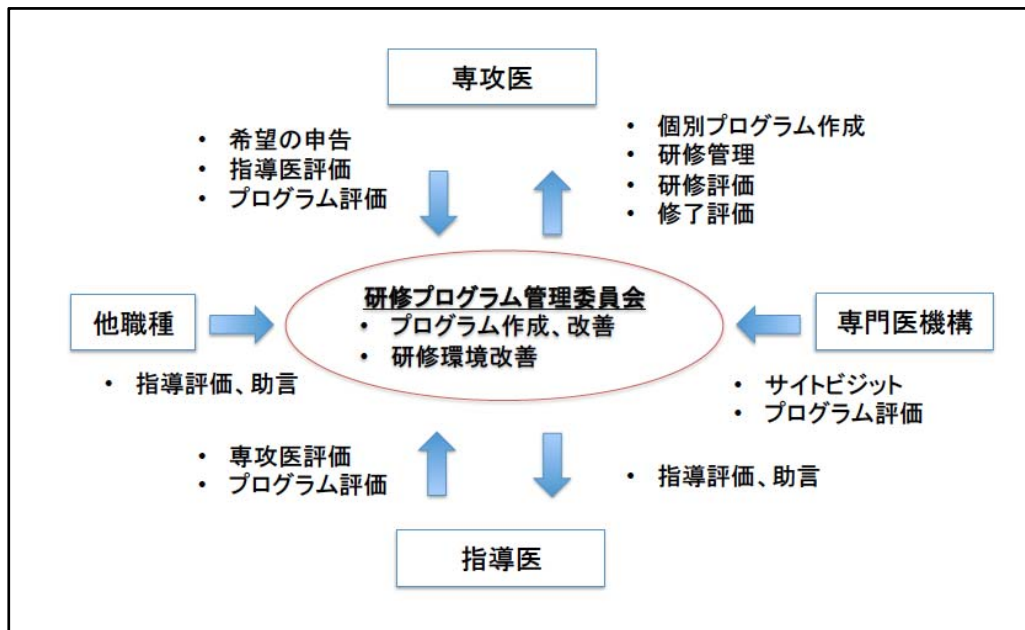 専攻医
• 希望の申告
• 指導医評価
• プログラム評価
• 個別プログラム作成
• 研修管理
• 研修評価
• 修了評価
研修プログラム管理委員会
• プログラム作成、改善
• 研修環境改善
他職種
• 指導評価、助言
専門医機構
• サイトビジット
• プログラム評価
• 専攻医評価
• プログラム評価
• 指導評価、助言
指導医